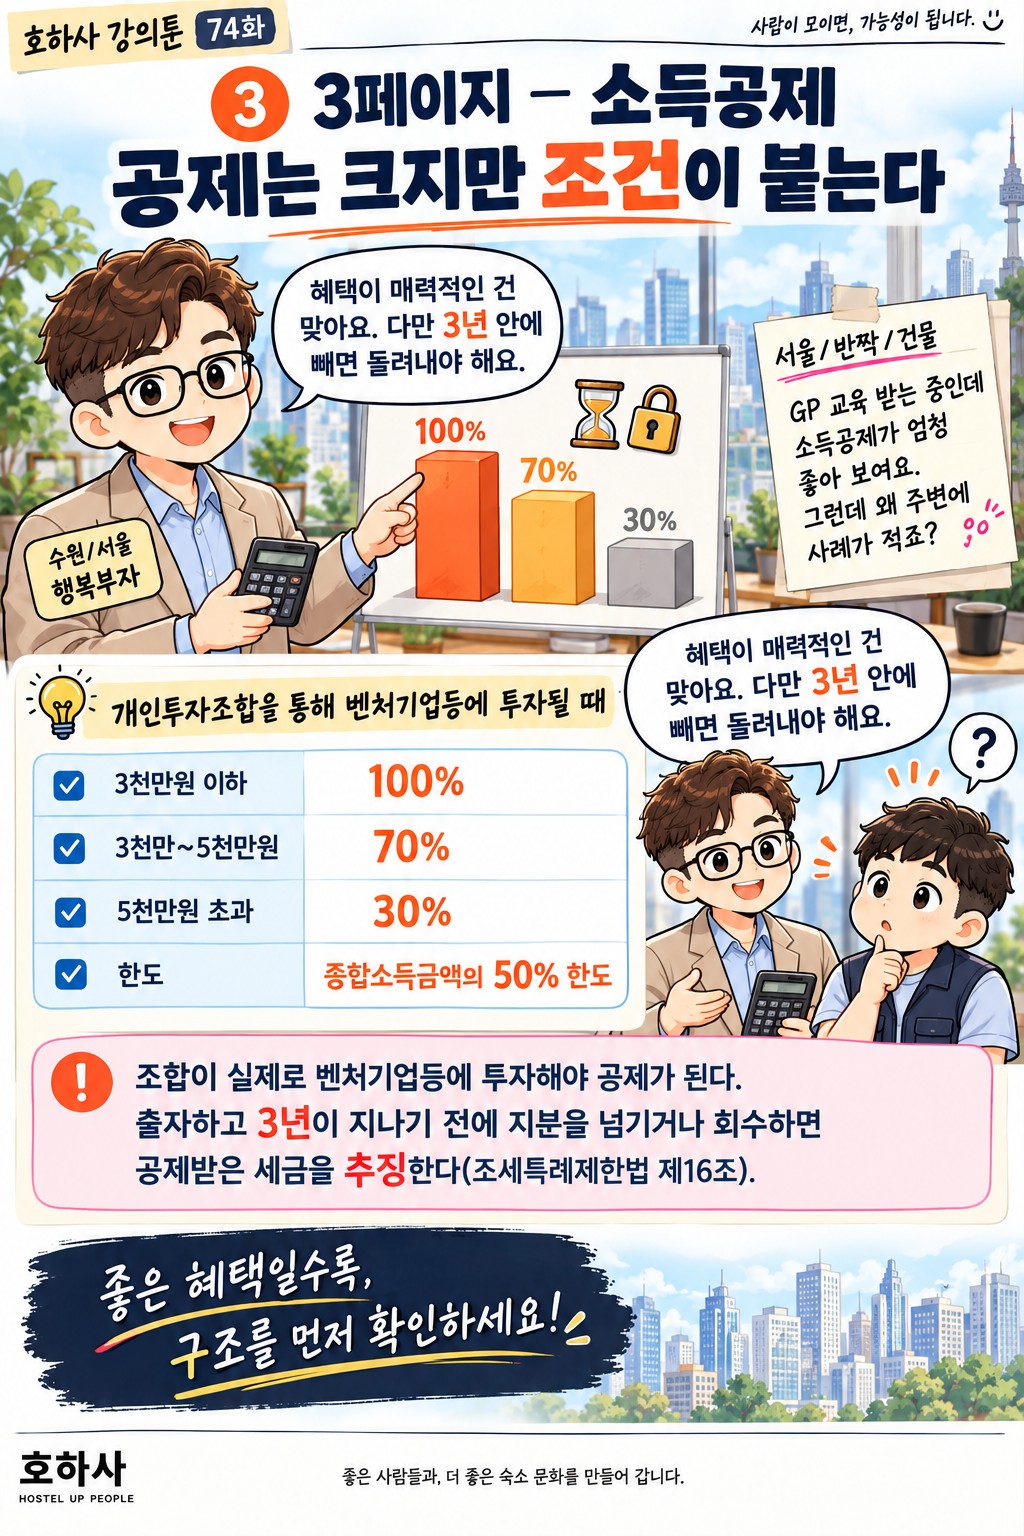 호하사 강의툰 74화
사람이 모이면, 가능성이 됩니다.
3 3페이지 – 소득공제
공제는 크지만 조건이 붙는다
혜택이 매력적인 건
맞아요. 다만 3년 안에
빼면 돌려내야 해요.
서울/반짝/건물
GP 교육 받는 중인데
소득공제가 엄청
좋아 보여요.
그런데 왜 주변에
사례가 적죠?
100%
70%
30%
수원/서울
행복부자
개인투자조합을 통해 벤처기업등에 투자될 때
3천만원 이하 100%
3천만~5천만원 70%
5천만원 초과 30%
한도 종합소득금액의 50% 한도
혜택이 매력적인 건
맞아요. 다만 3년 안에
빼면 돌려내야 해요.
?
! 조합이 실제로 벤처기업등에 투자해야 공제가 된다.
출자하고 3년이 지나기 전에 지분을 넘기거나 회수하면
공제받은 세금을 추징한다(조세특례제한법 제16조).
좋은 혜택일수록,
구조를 먼저 확인하세요!
호하사
HOSTEL UP PEOPLE
좋은 사람들과, 더 좋은 숙소 문화를 만들어 갑니다.